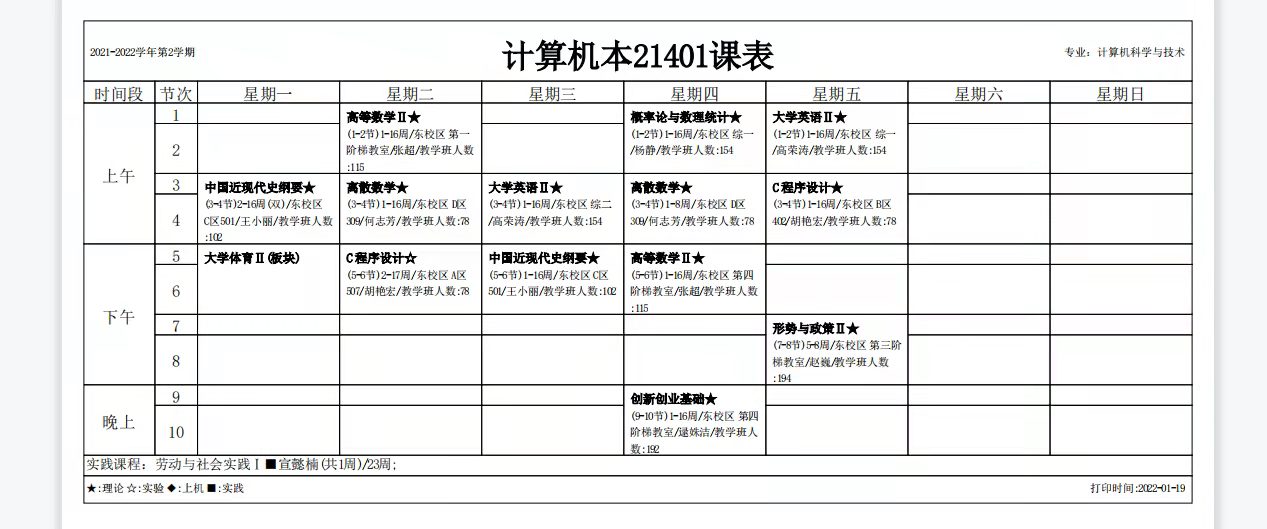 2021-2022学年第2学期
计算机本21401课表
专业：计算机科学与技术
时间段 节次 星期一 星期二 星期三 星期四 星期五 星期六 星期日
上午
1
2
高等数学Ⅱ★
(1-2节)1-16周/东校区 第一
阶梯教室/张超/教学班人数
:115
概率论与数理统计★
(1-2节)1-16周/东校区 综一
/杨静/教学班人数:154
大学英语Ⅱ★
(1-2节)1-16周/东校区 综一
/高荣涛/教学班人数:154
3
4
中国近现代史纲要★
(3-4节)2-16周(双)/东校区
C区501/王小丽/教学班人数
:102
离散数学★
(3-4节)1-16周/东校区 D区
309/何志芳/教学班人数:78
大学英语Ⅱ★
(3-4节)1-16周/东校区 综二
/高荣涛/教学班人数:154
离散数学★
(3-4节)1-8周/东校区 D区
309/何志芳/教学班人数:78
C程序设计★
(3-4节)1-16周/东校区 B区
402/胡艳宏/教学班人数:78
下午
5
6
大学体育Ⅱ(板块)
C程序设计☆
(5-6节)2-17周/东校区 A区
507/胡艳宏/教学班人数:78
中国近现代史纲要★
(5-6节)1-16周/东校区 C区
501/王小丽/教学班人数:102
高等数学Ⅱ★
(5-6节)1-16周/东校区 第四
阶梯教室/张超/教学班人数
:115
7
8
形势与政策Ⅱ★
(7-8节)5-8周/东校区 第三阶
梯教室/赵巍/教学班人数
:194
晚上
9
10
创新创业基础★
(9-10节)1-16周/东校区 第四
阶梯教室/逯姝洁/教学班人
数:192
实践课程：劳动与社会实践Ⅰ■宣懿楠(共1周)/23周;
★:理论 ☆:实验 ◆:上机 ■:实践
打印时间:2022-01-19